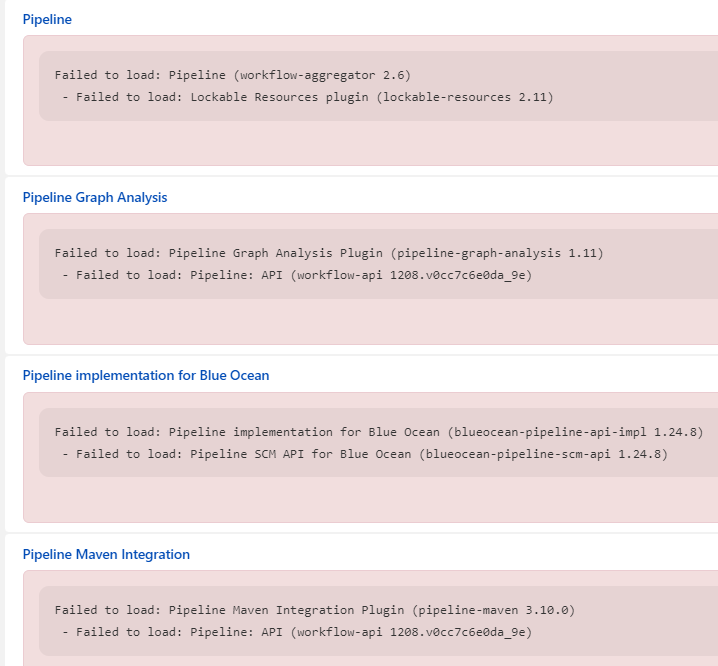 Pipeline
Failed to load: Pipeline (workflow-aggregator 2.6)
- Failed to load: Lockable Resources plugin (lockable-resources 2.11)
Pipeline Graph Analysis
Failed to load: Pipeline Graph Analysis Plugin (pipeline-graph-analysis 1.11)
- Failed to load: Pipeline: API (workflow-api 1208.v0cc7c6e0da_9e)
Pipeline implementation for Blue Ocean
Failed to load: Pipeline implementation for Blue Ocean (blueocean-pipeline-api-impl 1.24.8)
- Failed to load: Pipeline SCM API for Blue Ocean (blueocean-pipeline-scm-api 1.24.8)
Pipeline Maven Integration
Failed to load: Pipeline Maven Integration Plugin (pipeline-maven 3.10.0)
- Failed to load: Pipeline: API (workflow-api 1208.v0cc7c6e0da_9e)